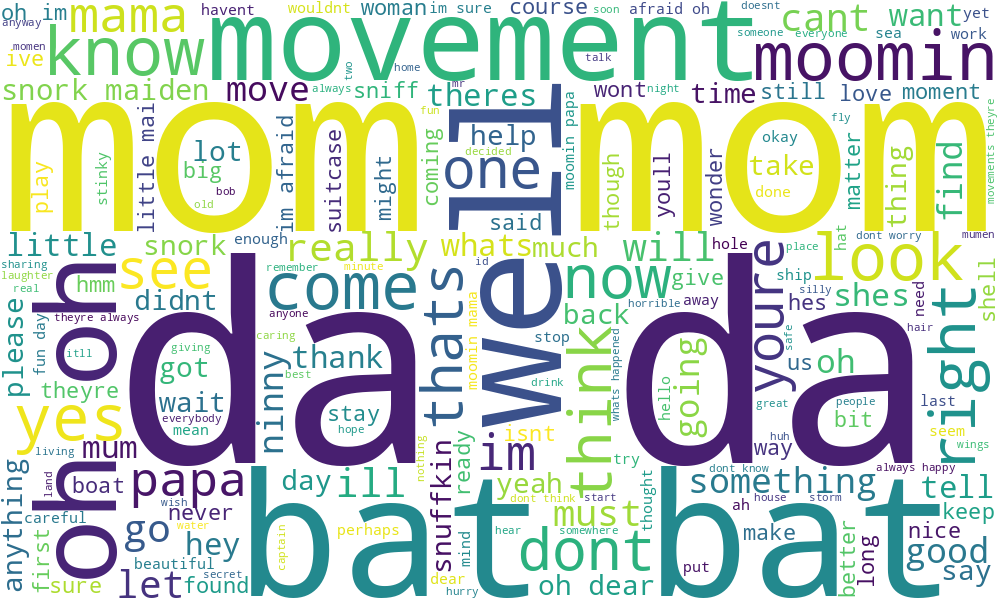 oh im
mama
havent
wouldnt
woman
im sure
course
soon
afraid oh
doesnt
cant
want
yet
anyway
know
movement
someone
everyone
sea
work
momen
ive
moomin
two
home
talk
snork maiden
move
always
sniff
mr
theres
wont
night
time
still
love
moment
mom mom
fun
well
help
okay
fly
play
stinky
lot
big
bob
old
little mai
im afraid
suitcase
might
coming
decided
one
said
moomin papa
though
youll
wonder
take
done
matter
thing
find
movements theyre
little
snork
enough
really
whats
much
will
hole
place
hat
dont worry
mumen
look
sharing
laughter
real
oh oh
see
hmm
didnt
remember
minute
come
anyone
thats
id
now
give
horrible
away
youre
ship
silly
hes
shes
need
shell
hair
right
theyre always
please
fun day
itll
giving
got
da da
caring
best
thank
moomin mama
stop
back
think
whats happened
safe
us
oh
theyre
wait
everybody
mean
ninny
stay
hope
drink
hello
going
great
people
bit
last
seem
wings
yes
mum
living
isnt
try
huh
way
im
nothing
anything
land
boat
papa
day
ill
snuffkin
ready
yeah
dont think
start
must
thought
something
dont know
always happy
tell
careful
never
wish
water
go
hey
captain
perhaps
bat bat
mind
hear
somewhere
dont
ah
house
storm
make
keep
nice
good
first
beautiful
secret
sure
let
found
dear
hurry
oh dear
put
better
long
say